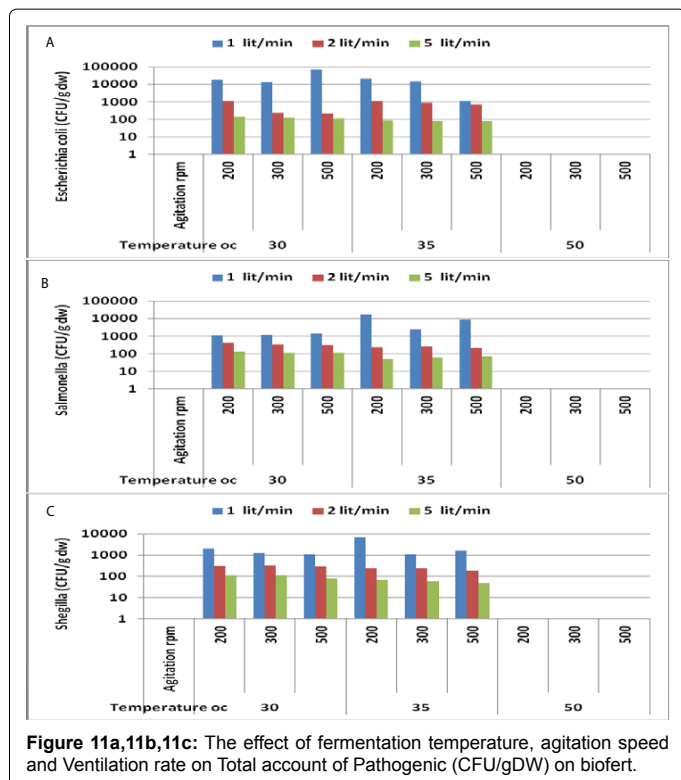 A
1 lit/min 2 lit/min 5 lit/min
Escherichia coli (CFU/gdw)
100000
10000
1000
100
10
1
Agitation rpm 200 300 500 200 300 500 200 300 500
Temperature oc 30 35 50
B
1 lit/min 2 lit/min 5 lit/min
Salmonella (CFU/gdw)
100000
10000
1000
100
10
1
Agitation rpm 200 300 500 200 300 500 200 300 500
Temperature oc 30 35 50
C
1 lit/min 2 lit/min 5 lit/min
Shegilla (CFU/gdw)
10000
1000
100
10
1
Agitation rpm 200 300 500 200 300 500 200 300 500
Temperature oc 30 35 50
Figure 11a,11b,11c: The effect of fermentation temperature, agitation speed
and Ventilation rate on Total account of Pathogenic (CFU/gDW) on biofert.